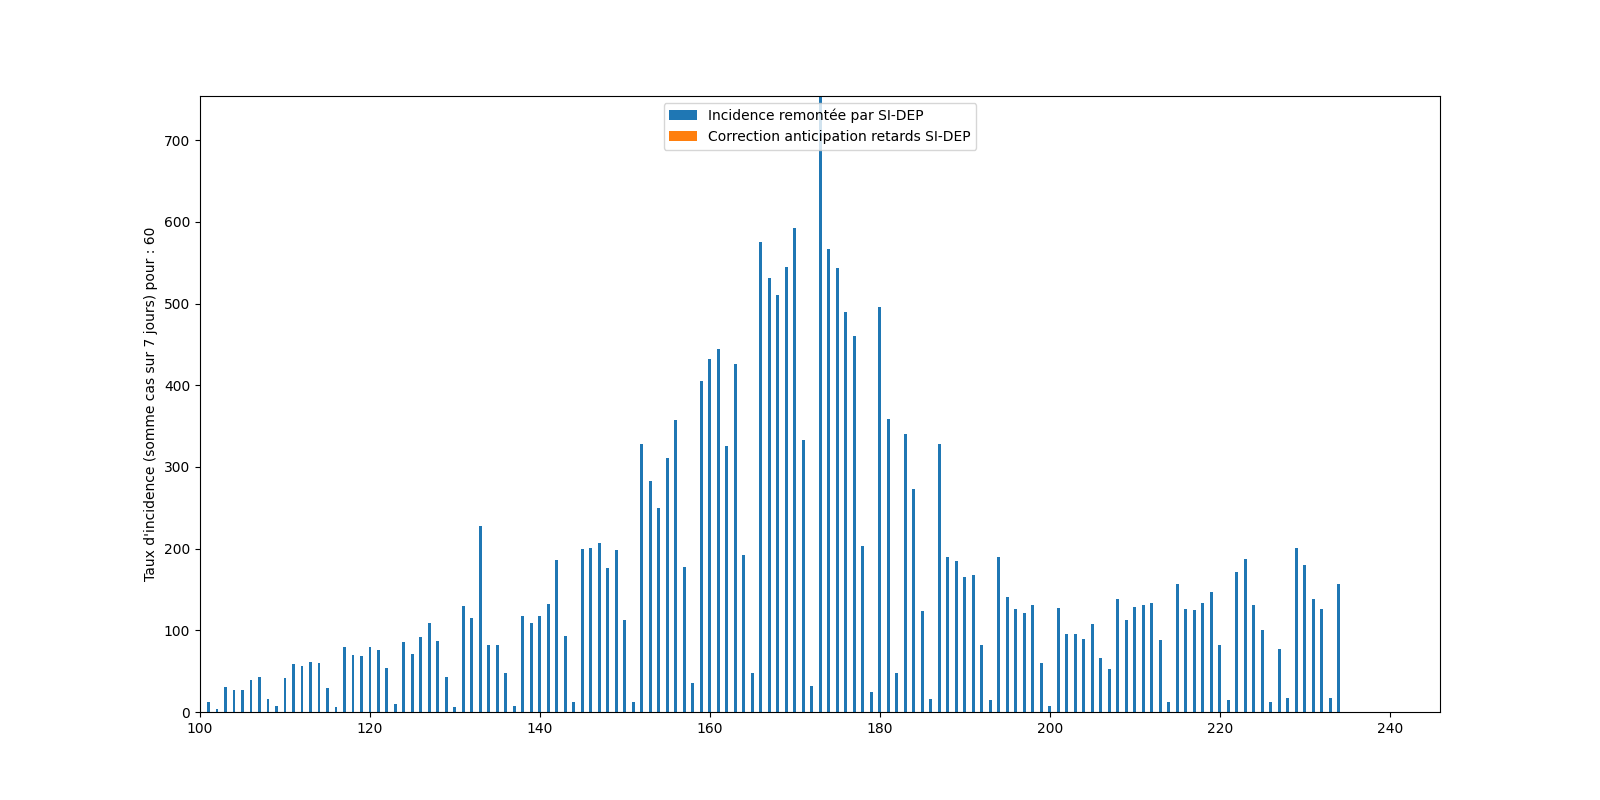 Incidence remontée par SI-DEP
Correction anticipation retards SI-DEP
Taux d'incidence (somme cas sur 7 jours) pour : 60
700
600
500
400
300
200
100
0
100 120 140 160 180 200 220 240